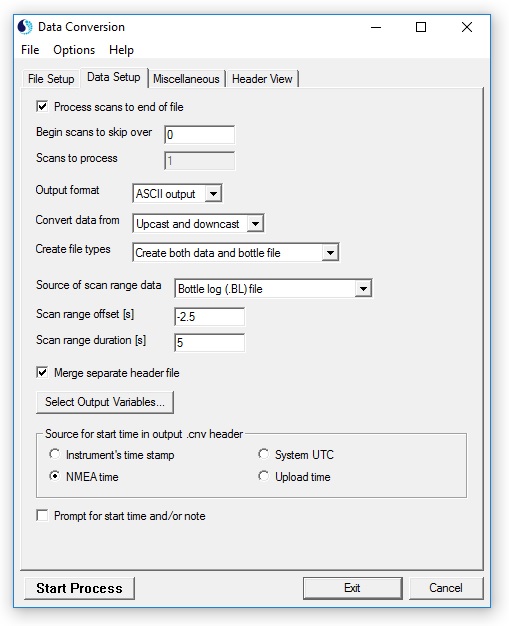 Data Conversion
File Options Help
File Setup Data Setup Miscellaneous Header View
Process scans to end of file
Begin scans to skip over 0
Scans to process 1
Output format ASCII output
Convert data from Upcast and downcast
Create file types Create both data and bottle file
Source of scan range data Bottle log (.BL) file
Scan range offset [s] -2.5
Scan range duration [s] 5
Merge separate header file
Select Output Variables...
Source for start time in output .cnv header
Instrument's time stamp System UTC
NMEA time Upload time
Prompt for start time and/or note
Start Process Exit Cancel